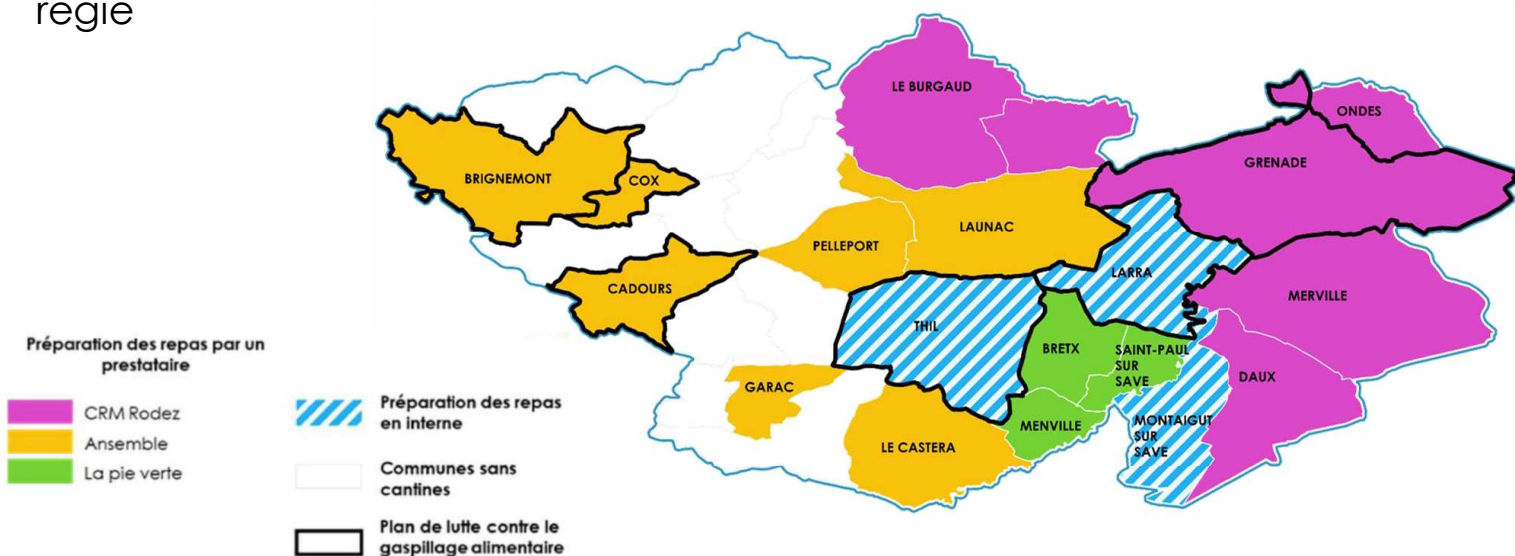 régie
LE BURGAUD
ONDES
GRENADE
BRIGNEMONT
COX
LAUNAC
PELLEPORT
LARRA
CADOURS
MERVILLE
THIL
BRETX
SAINT-PAUL
SUR
SAVE
DAUX
GARAC
MENVILLE
MONTAIGUT
SUR
SAVE
LE CASTERA
Préparation des repas par un
prestataire
CRM Rodez
Ansemble
La pie verte
Préparation des repas
en interne
Communes sans
cantines
Plan de lutte contre le
gaspillage alimentaire